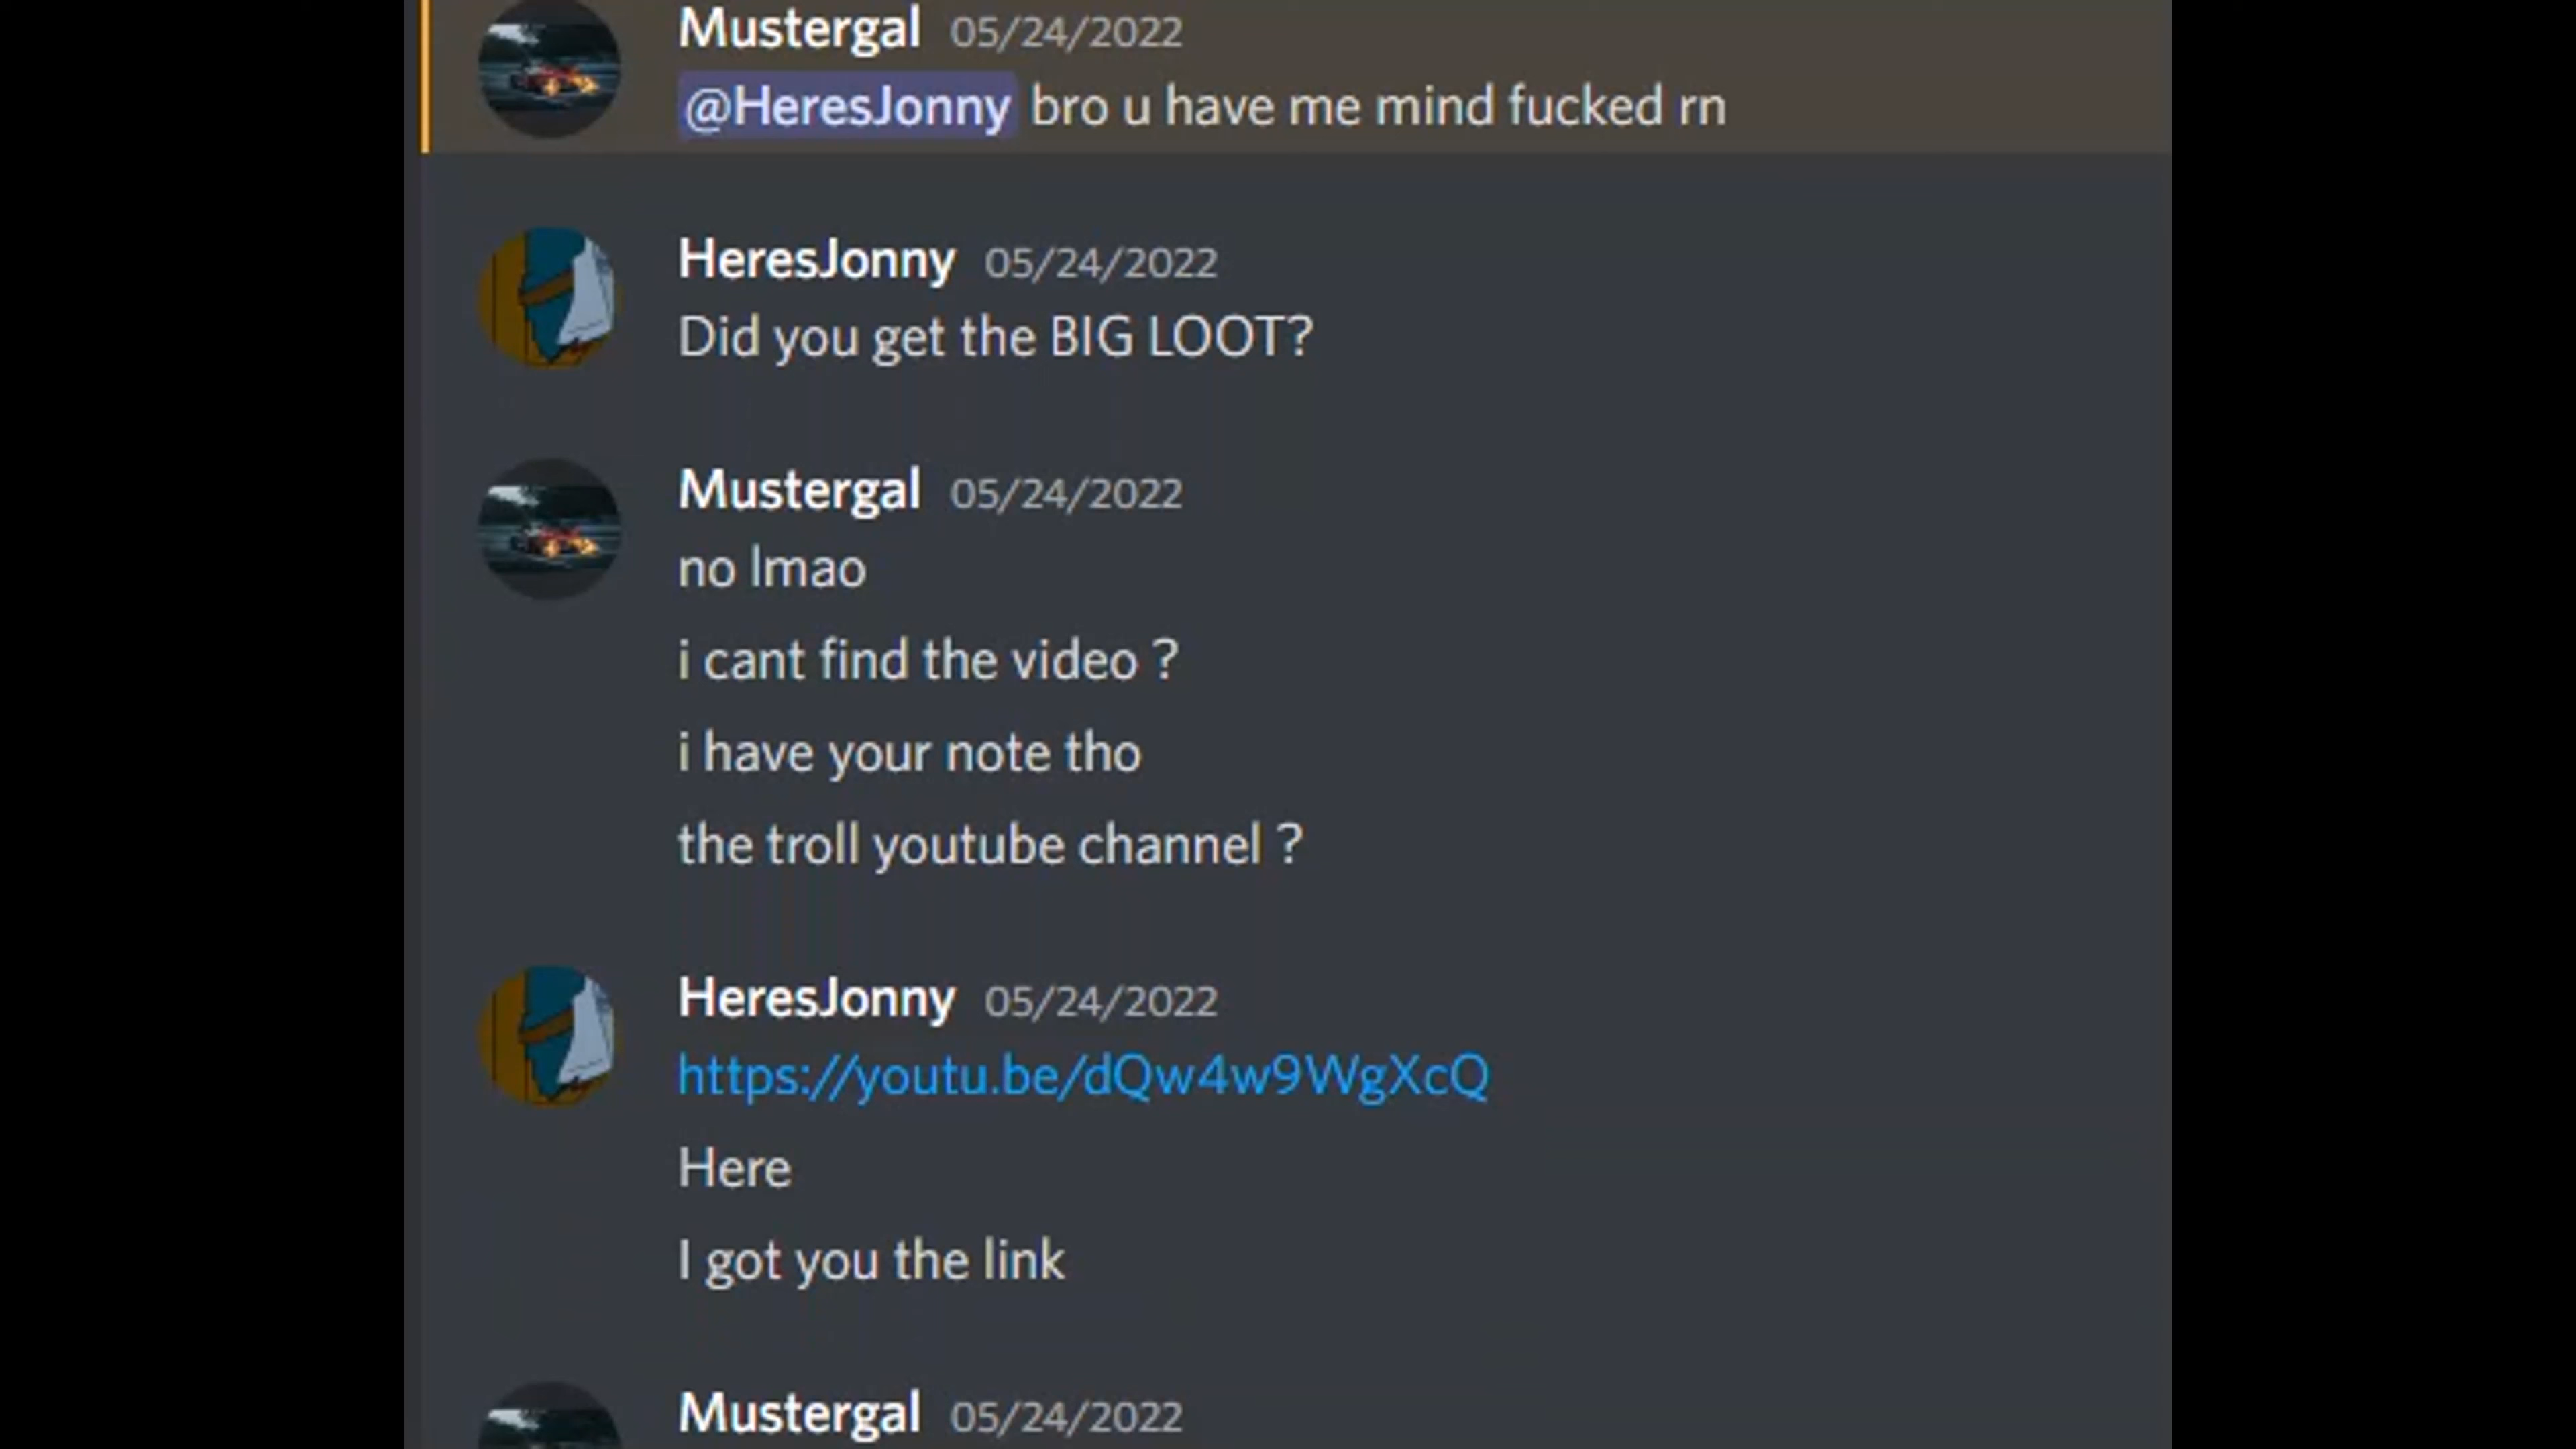 Mustergal 05/24/2022
@HeresJonny bro u have me mind fucked rn
HeresJonny 05/24/2022
Did you get the BIG LOOT?
Mustergal 05/24/2022
no lmao
i cant find the video ?
i have your note tho
the troll youtube channel ?
HeresJonny 05/24/2022
https://youtu.be/dQw4w9WgXcQ
Here
I got you the link
Mustergal 05/24/2022